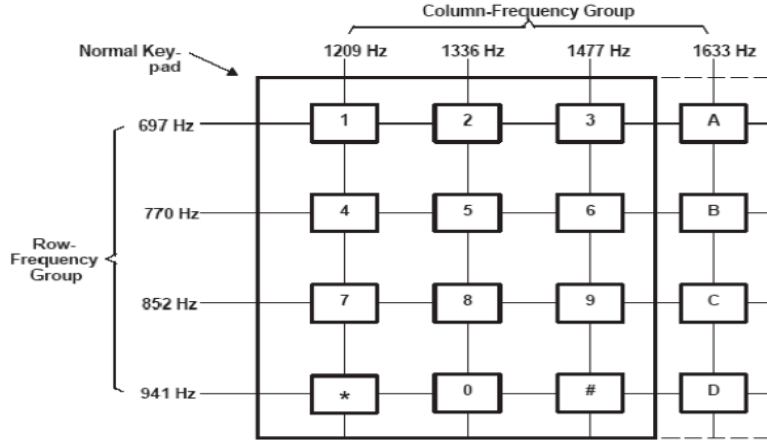 Column-Frequency Group
Normal Key-
pad
1209 Hz 1336 Hz 1477 Hz 1633 Hz
697 Hz 1 2 3 A
770 Hz 4 5 6 B
Row-
Frequency
Group
852 Hz 7 8 9 C
941 Hz * 0 # D